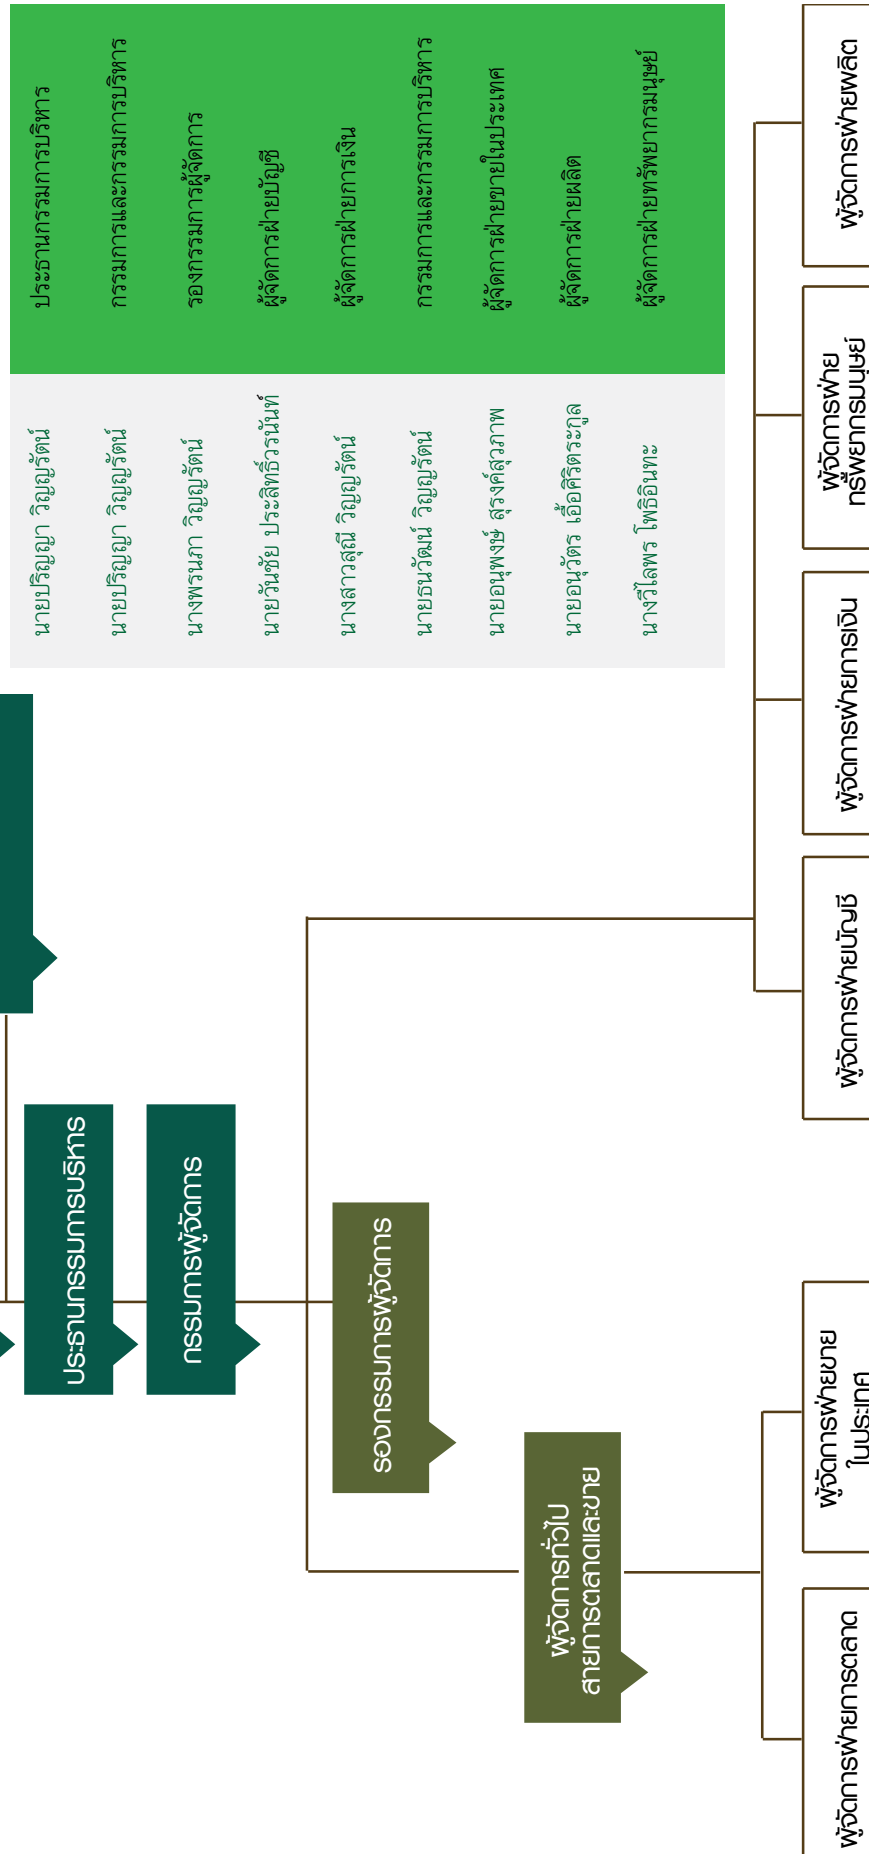 นายปริญญา วิญญรัตน์ ประธานกรรมการบริหาร
นายปริญญา วิญญรัตน์ กรรมการและกรรมการบริหาร
นางพรนภา วิญญรัตน์ รองกรรมการผู้จัดการ
นายวันชัย ประสิทธิ์วรนันท์ ผู้จัดการฝ่ายบัญชี
นางสาวสุณี วิญญรัตน์ ผู้จัดการฝ่ายการเงิน
นายธนวัฒน์ วิญญรัตน์ กรรมการและกรรมการบริหาร
นายอนุพงษ์ สุรงค์สุวภาพ ผู้จัดการฝ่ายขายในประเทศ
นายอนุวัตร เอื้อศิริตระกูล ผู้จัดการฝ่ายผลิต
นางวิไลพร โพธิอินทะ ผู้จัดการฝ่ายทรัพยากรมนุษย์
ประธานกรรมการบริหาร
กรรมการผู้จัดการ
รองกรรมการผู้จัดการ
ผู้จัดการทั่วไป
สายการตลาดและขาย
ผู้จัดการฝ่ายการตลาด
ผู้จัดการฝ่ายขาย
ในประเทศ
ผู้จัดการฝ่ายบัญชี
ผู้จัดการฝ่ายการเงิน
ผู้จัดการฝ่าย
ทรัพยากรมนุษย์
ผู้จัดการฝ่ายผลิต